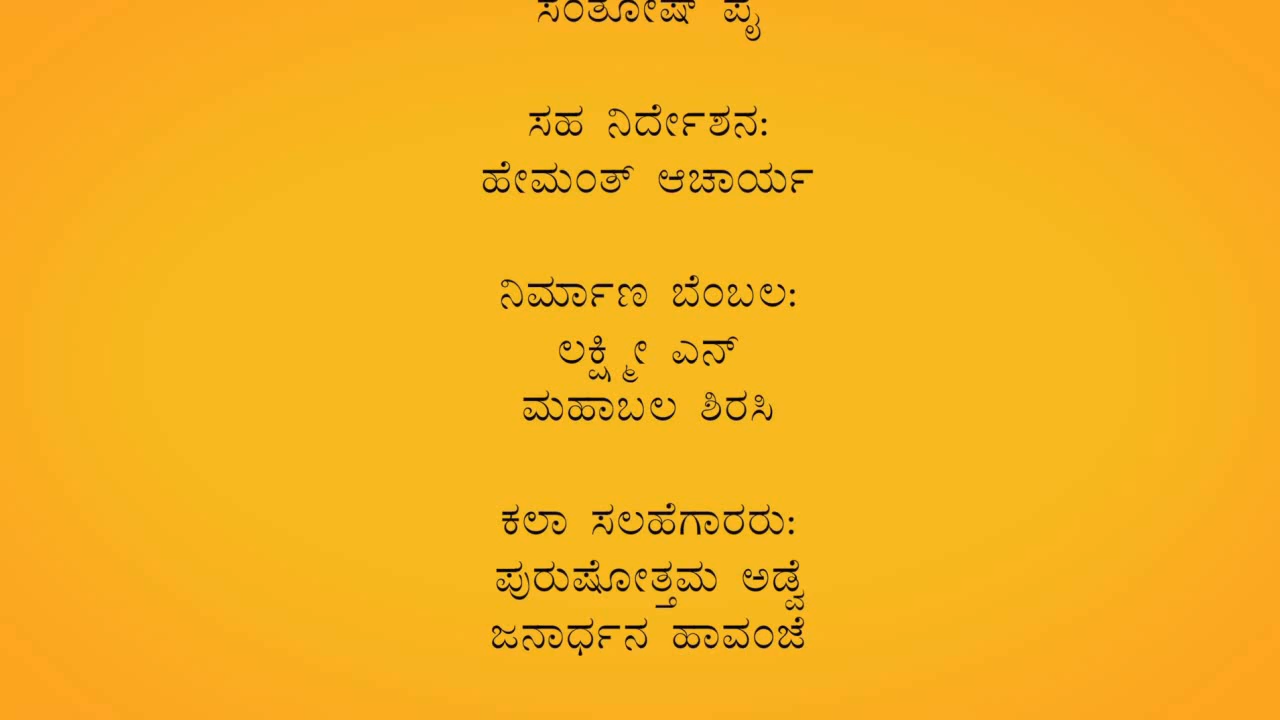 ಸಂತೋಷ್ ಪೈ
ಸಹ ನಿರ್ದೇಶನ:
ಹೇಮಂತ್ ಆಚಾರ್ಯ
ನಿರ್ಮಾಣ ಬೆಂಬಲ:
ಲಕ್ಷ್ಮೀ ಎನ್
ಮಹಾಬಲ ಶಿರಸಿ
ಕಲಾ ಸಲಹೆಗಾರರು:
ಪುರುಷೋತ್ತಮ ಅಡ್ವೆ
ಜನಾರ್ಧನ ಹಾವಂಜೆ